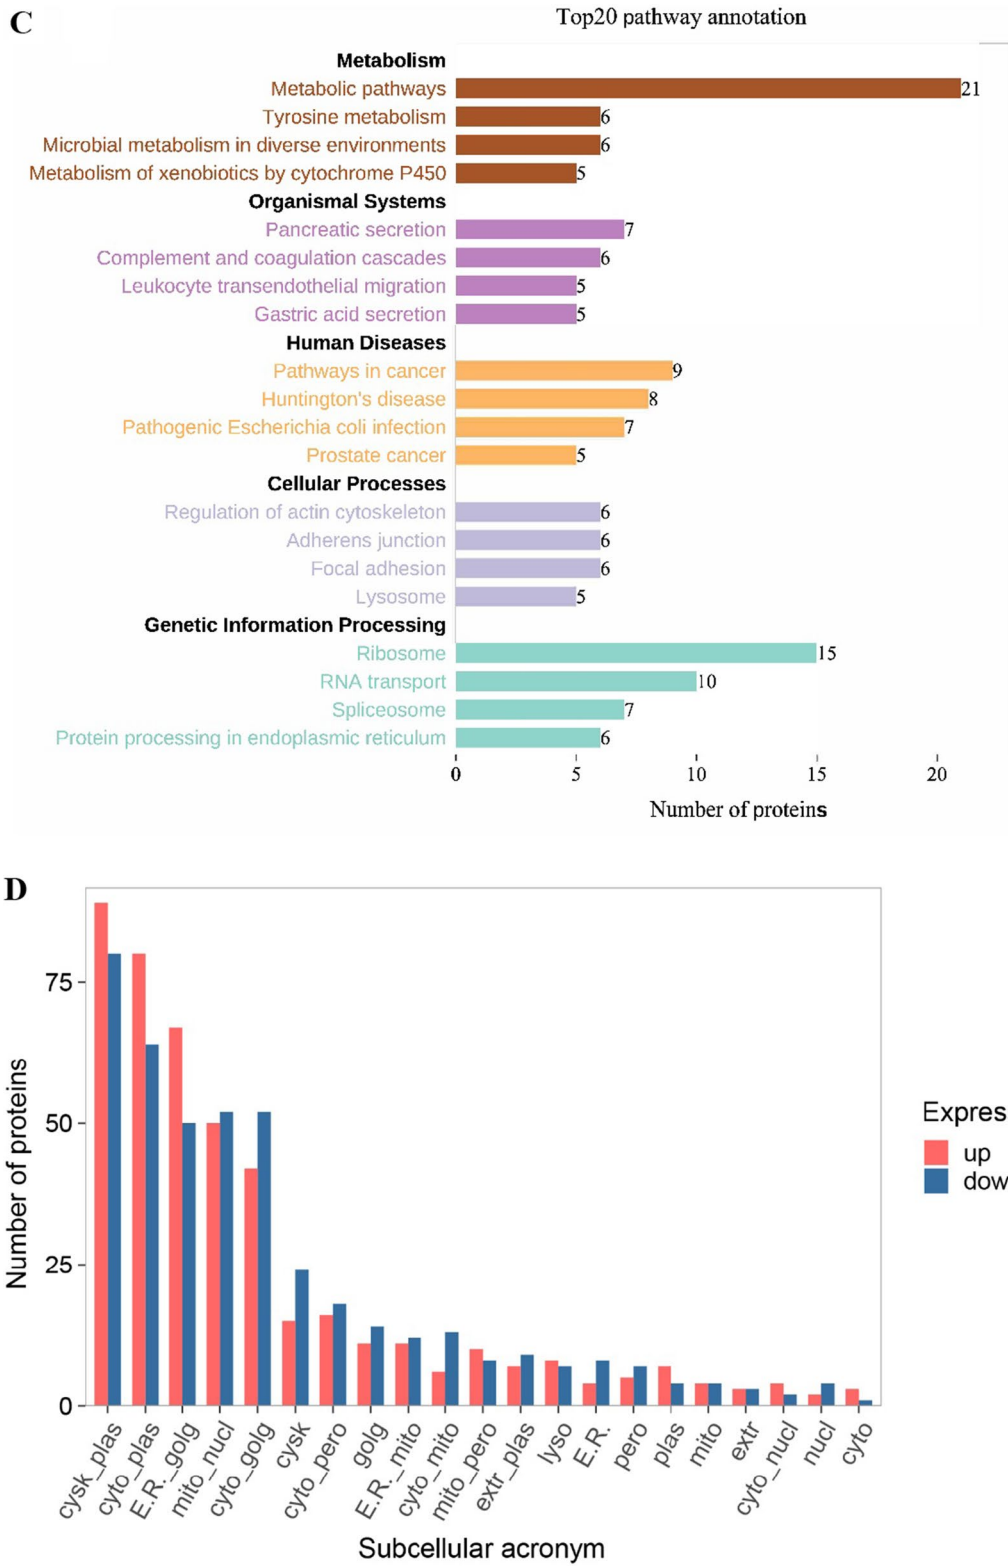 C
Top20 pathway annotation
Metabolism
Metabolic pathways 21
Tyrosine metabolism 6
Microbial metabolism in diverse environments 6
Metabolism of xenobiotics by cytochrome P450 5
Organismal Systems
Pancreatic secretion 7
Complement and coagulation cascades 6
Leukocyte transendothelial migration 5
Gastric acid secretion 5
Human Diseases
Pathways in cancer 9
Huntington's disease 8
Pathogenic Escherichia coli infection 7
Prostate cancer 5
Cellular Processes
Regulation of actin cytoskeleton 6
Adherens junction 6
Focal adhesion 6
Lysosome 5
Genetic Information Processing
Ribosome 15
RNA transport 10
Spliceosome 7
Protein processing in endoplasmic reticulum 6
0 5 10 15 20
Number of proteins
D
Number of proteins
75
50
25
0
cysk_plas
cyto_plas
E.R._golg
mito_nucl
cyto_golg
cysk
cyto_pero
golg
E.R._mito
cyto_mito
mito_pero
extr_plas
lyso
E.R.
pero
plas
mito
extr
cyto_nucl
nucl
cyto
Subcellular acronym
Expres
up
dow